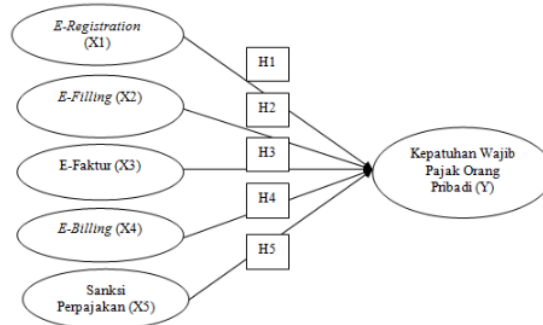 E-Registration
(X1)
H1
E-Filling (X2)
H2
E-Faktur (X3)
H3
Kepatuhan Wajib
Pajak Orang
Pribadi (Y)
E-Billing (X4)
H4
Sanksi
Perpajakan (X5)
H5